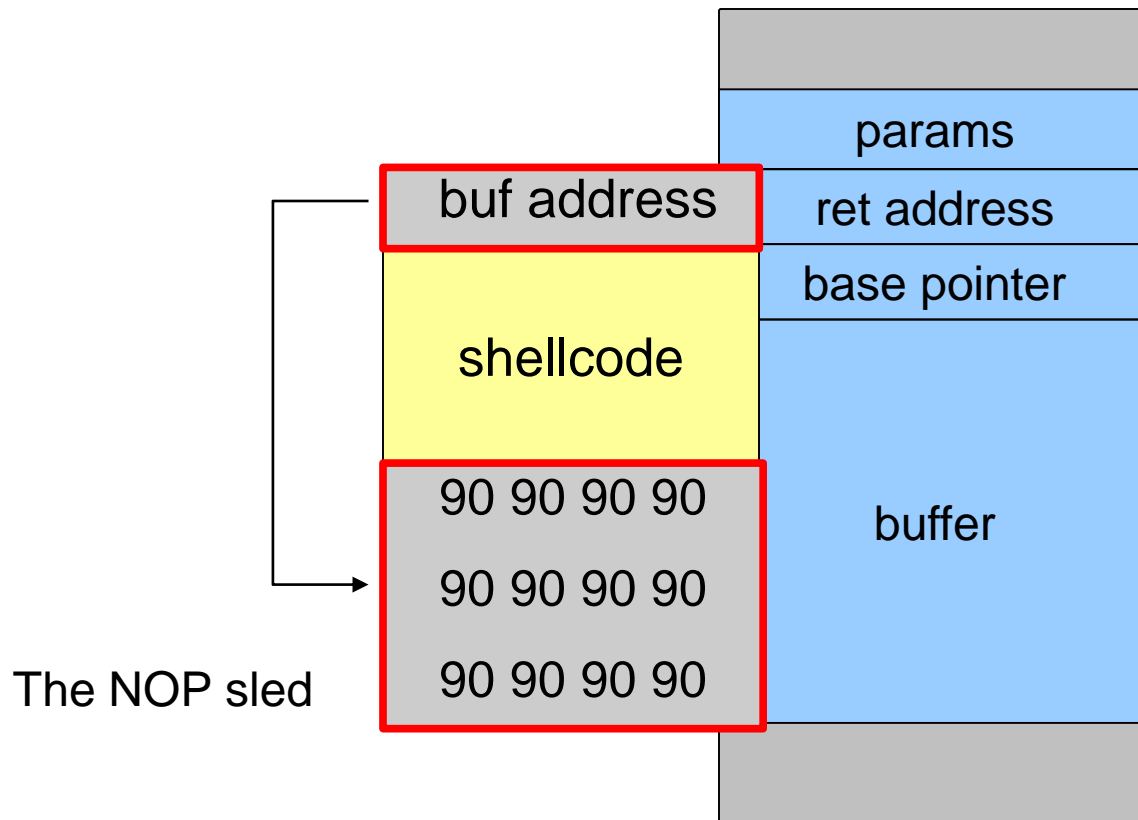 params
buf address
ret address
base pointer
shellcode
90 90 90 90
buffer
90 90 90 90
90 90 90 90
The NOP sled